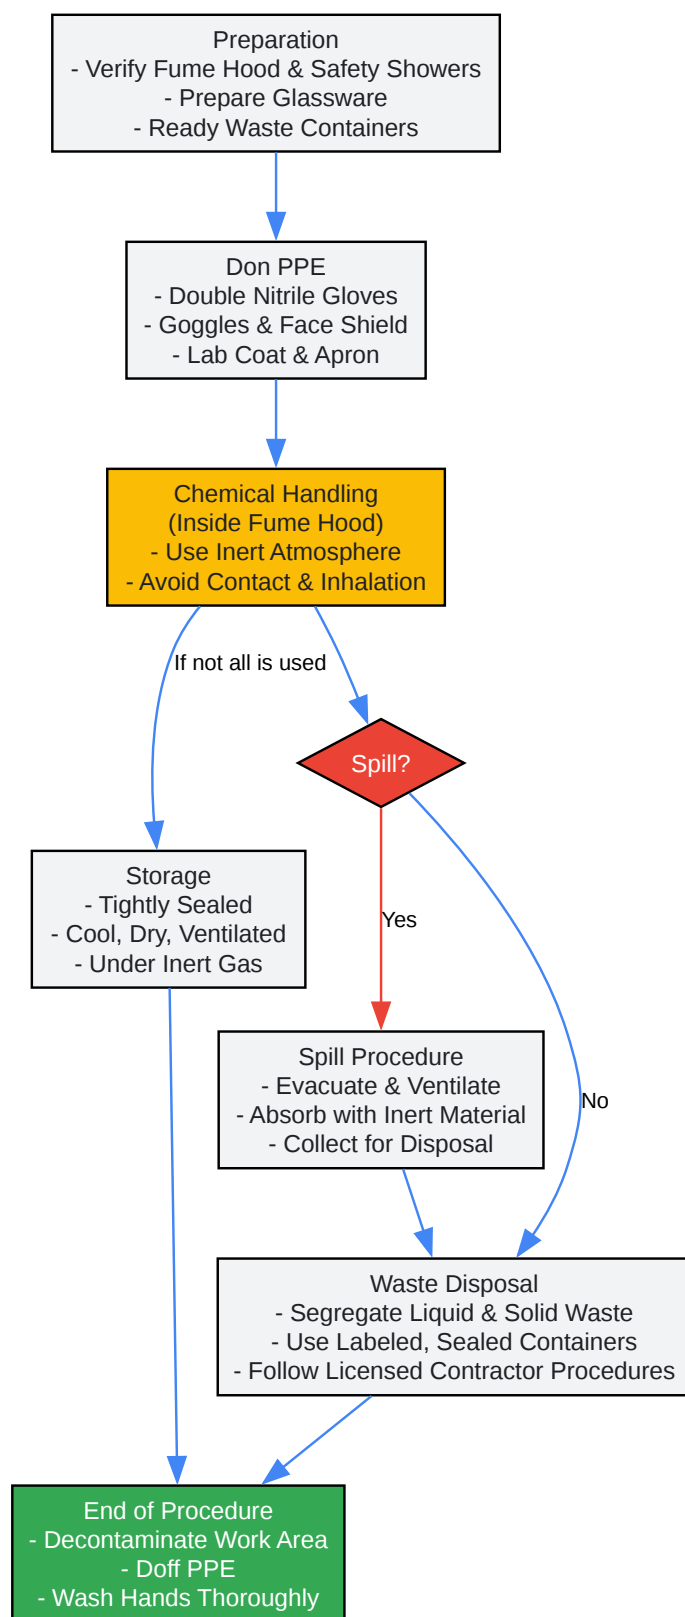 Preparation
- Verify Fume Hood & Safety Showers
- Prepare Glassware
- Ready Waste Containers
Don PPE
- Double Nitrile Gloves
- Goggles & Face Shield
- Lab Coat & Apron
Chemical Handling
(Inside Fume Hood)
- Use Inert Atmosphere
- Avoid Contact & Inhalation
If not all is used
Spill?
Storage
- Tightly Sealed
- Cool, Dry, Ventilated
- Under Inert Gas
Yes
Spill Procedure
- Evacuate & Ventilate
- Absorb with Inert Material
- Collect for Disposal
No
Waste Disposal
- Segregate Liquid & Solid Waste
- Use Labeled, Sealed Containers
- Follow Licensed Contractor Procedures
End of Procedure
- Decontaminate Work Area
- Doff PPE
- Wash Hands Thoroughly